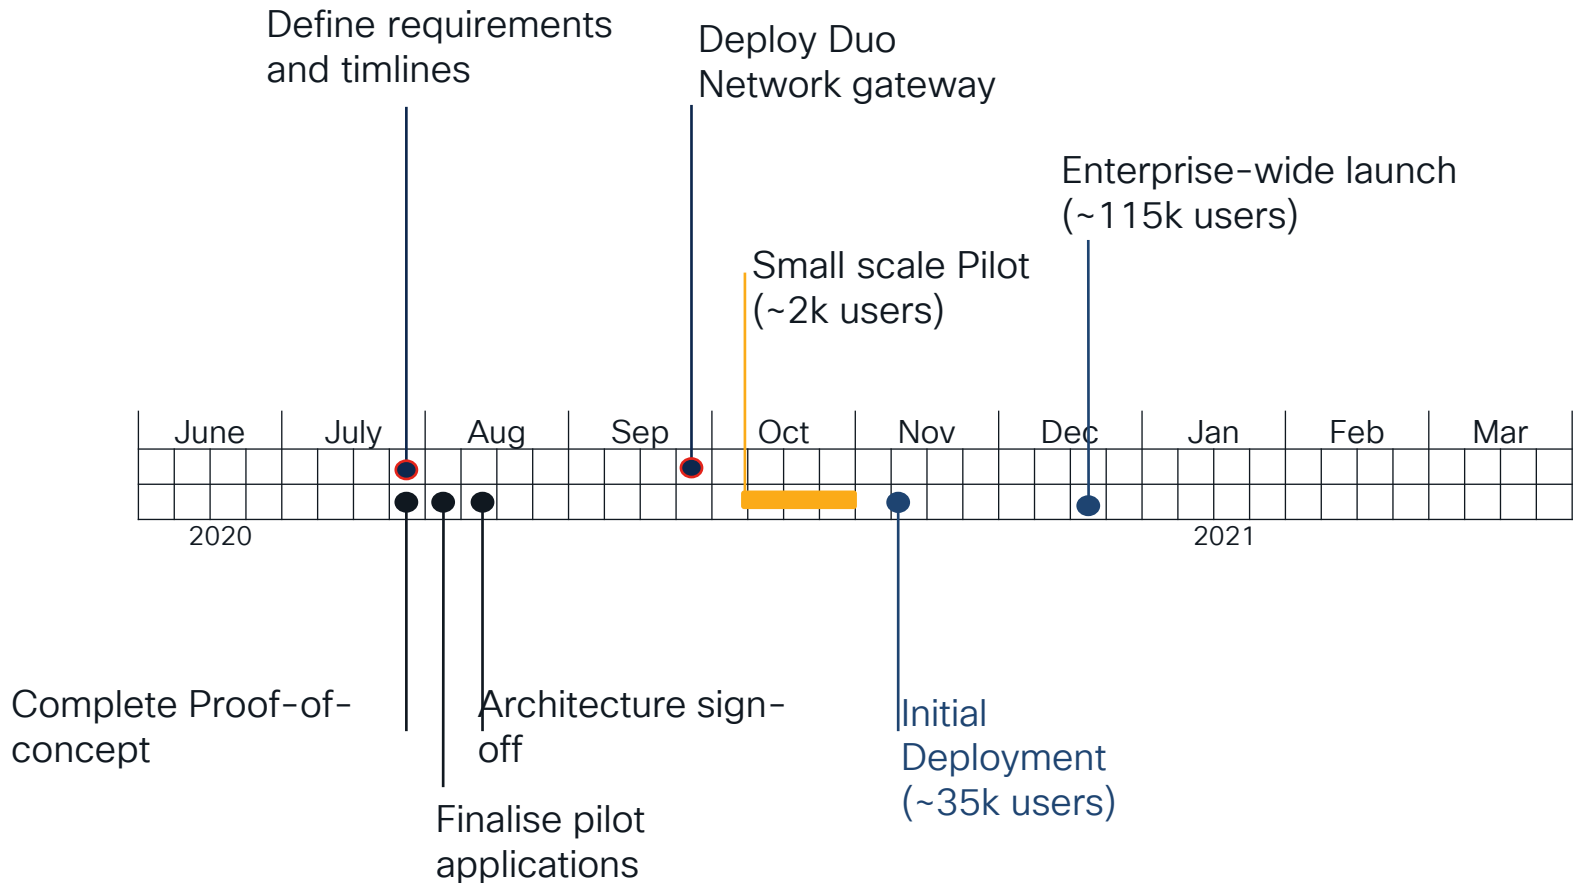 Define requirements
and timlines
Deploy Duo
Network gateway
Enterprise-wide launch
(~115k users)
Small scale Pilot
(~2k users)
June July Aug Sep Oct Nov Dec Jan Feb Mar
2020 2021
Complete Proof-of-
concept
Architecture sign-
off
Initial
Deployment
(~35k users)
Finalise pilot
applications